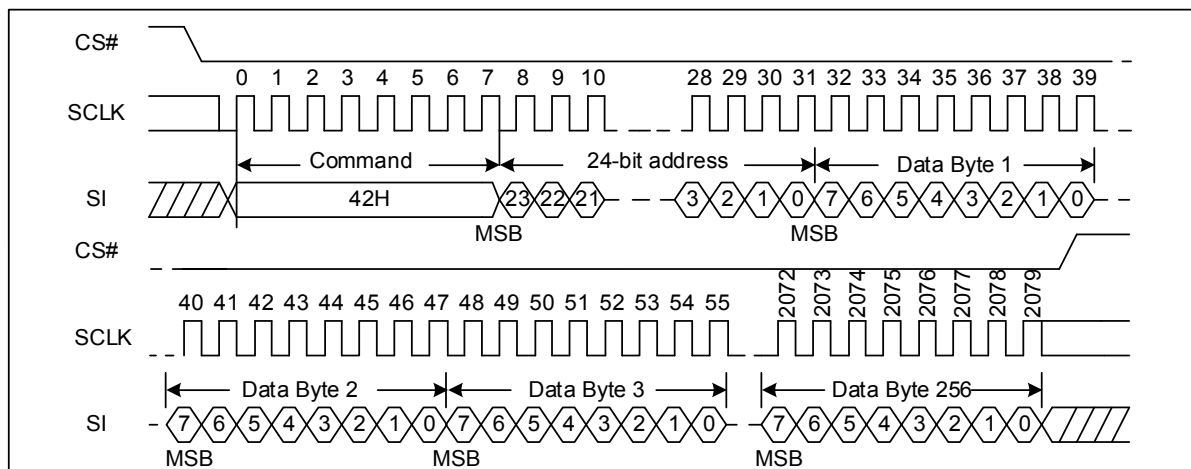 CS#
0 1 2 3 4 5 6 7 8 9 10 28 29 30 31 32 33 34 35 36 37 38 39
SCLK
Command 24-bit address Data Byte 1
SI 42H 23 22 21 3 2 1 0 7 6 5 4 3 2 1 0
MSB MSB
CS#
40 41 42 43 44 45 46 47 48 49 50 51 52 53 54 55 2072 2073 2074 2075 2076 2077 2078 2079
SCLK
Data Byte 2 Data Byte 3 Data Byte 256
SI 7 6 5 4 3 2 1 0 7 6 5 4 3 2 1 0 7 6 5 4 3 2 1 0
MSB MSB MSB